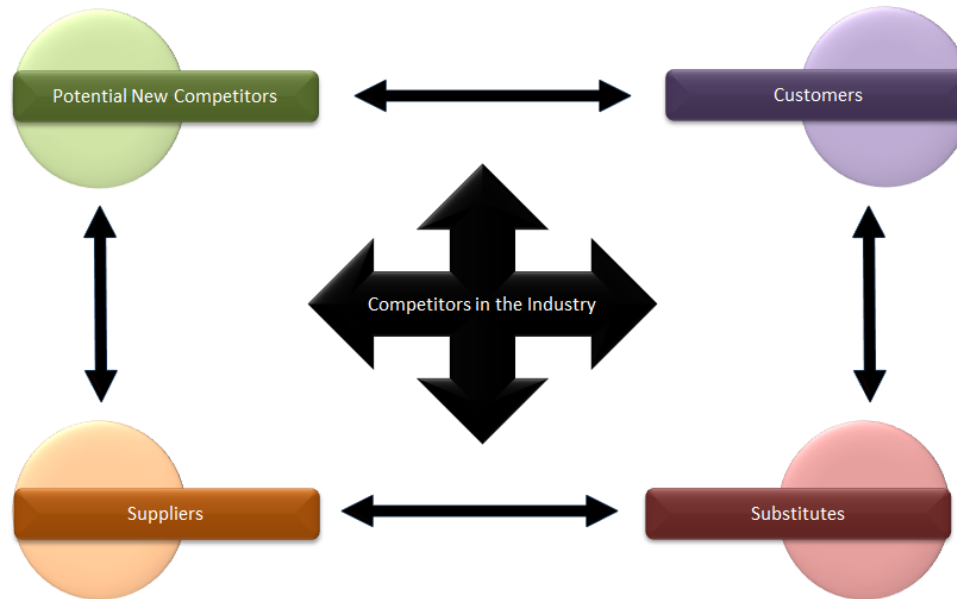 Potential New Competitors
Customers
Competitors in the Industry
Suppliers
Substitutes